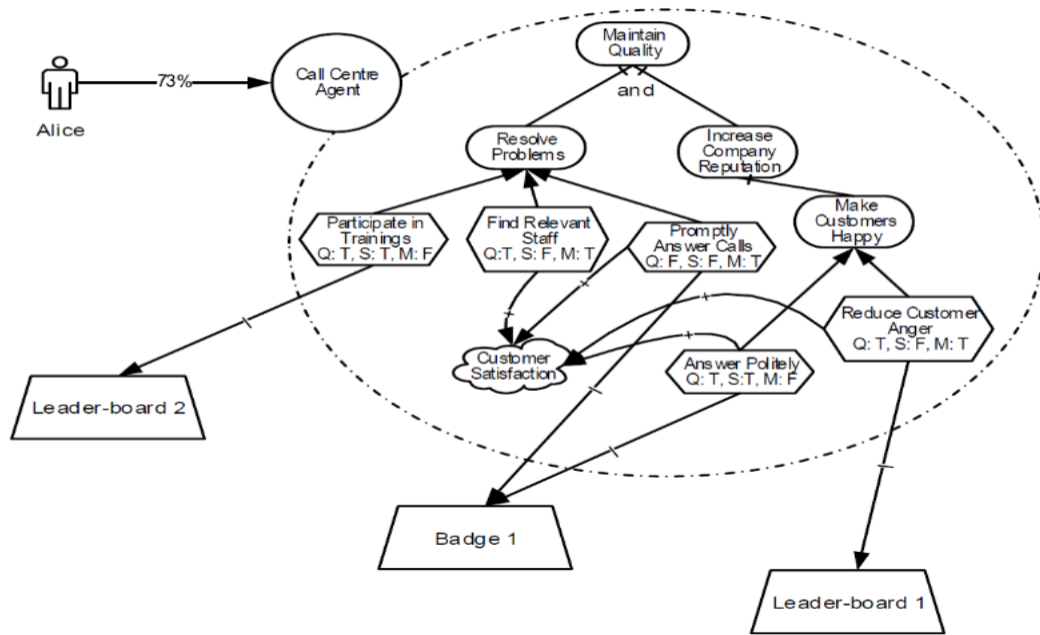 Maintain
Quality
and
73%
Call Centre
Agent
Alice
Resolve
Problems
Increase
Company
Reputation
Make
Customers
Happy
Participate in
Trainings
Q: T, S: T, M: F
Find Relevant
Staff
Q:T, S: F, M: T
Promptly
Answer Calls
Q: F, S: F, M: T
Reduce Customer
Anger
Q: T, S: F, M: T
+
+
+
+
Customer
Satisfaction
Answer Politely
Q: T, S:T, M: F
Leader-board 2
Badge 1
Leader-board 1